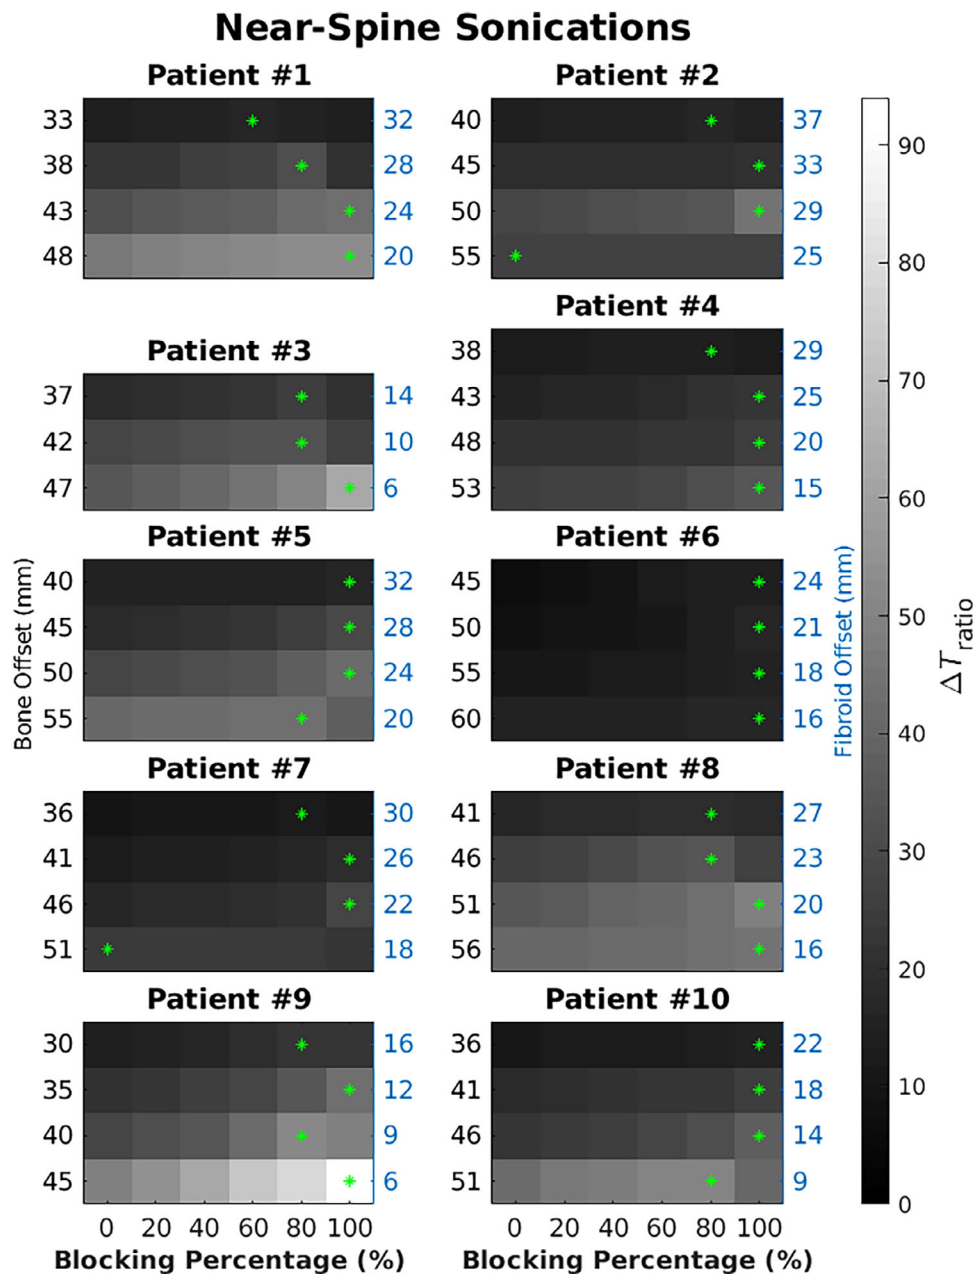 Near-Spine Sonications
Patient #1
33 32
38 28
43 24
48 20
Patient #2
40 37
45 33
50 29
55 25
Patient #3
37 14
42 10
47 6
Patient #4
38 29
43 25
48 20
53 15
Patient #5
40 32
45 28
50 24
55 20
Patient #6
45 24
50 21
55 18
60 16
Patient #7
36 30
41 26
46 22
51 18
Patient #8
41 27
46 23
51 20
56 16
Patient #9
30 16
35 12
40 9
45 6
0 20 40 60 80 100
Blocking Percentage (%)
Patient #10
36 22
41 18
46 14
51 9
0 20 40 60 80 100
Blocking Percentage (%)
Bone Offset (mm)
Fibroid Offset (mm)
90
80
70
60
50
40
30
20
10
0
ΔT_ratio